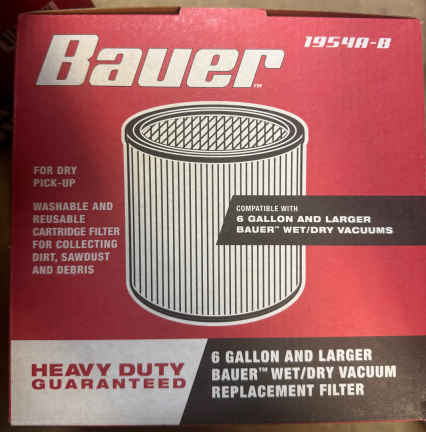 Bauer™
1954A-B
FOR DRY
PICK-UP
WASHABLE AND
REUSABLE
CARTRIDGE FILTER
FOR COLLECTING
DIRT, SAWDUST
AND DEBRIS
COMPATIBLE WITH
6 GALLON AND LARGER
BAUER™ WET/DRY VACUUMS
HEAVY DUTY
GUARANTEED
6 GALLON AND LARGER
BAUER™ WET/DRY VACUUM
REPLACEMENT FILTER